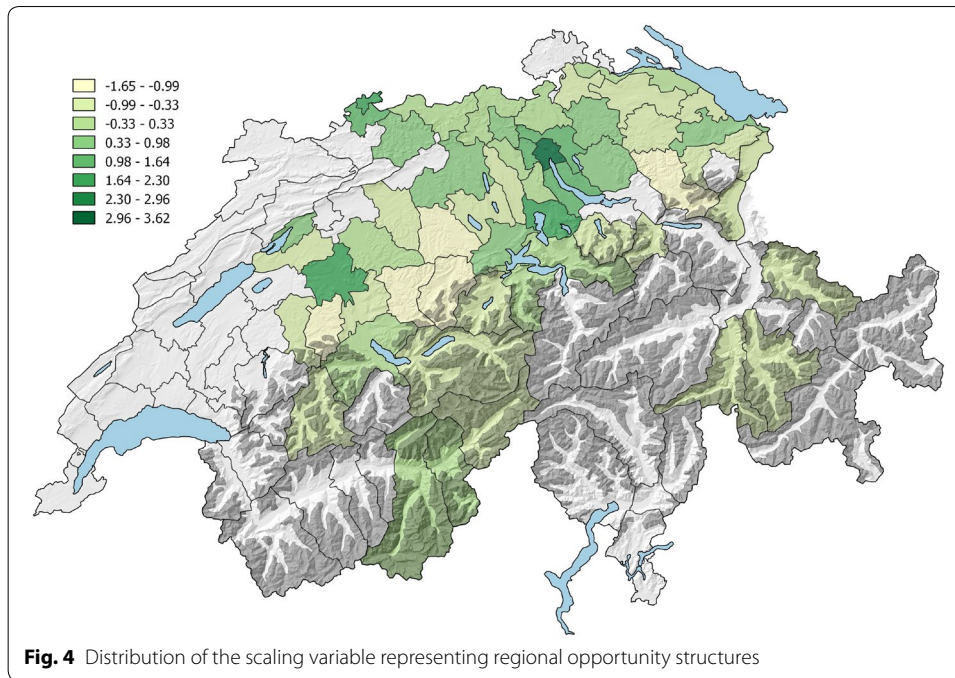 -1.65 - -0.99
-0.99 - -0.33
-0.33 - 0.33
0.33 - 0.98
0.98 - 1.64
1.64 - 2.30
2.30 - 2.96
2.96 - 3.62
Fig. 4 Distribution of the scaling variable representing regional opportunity structures